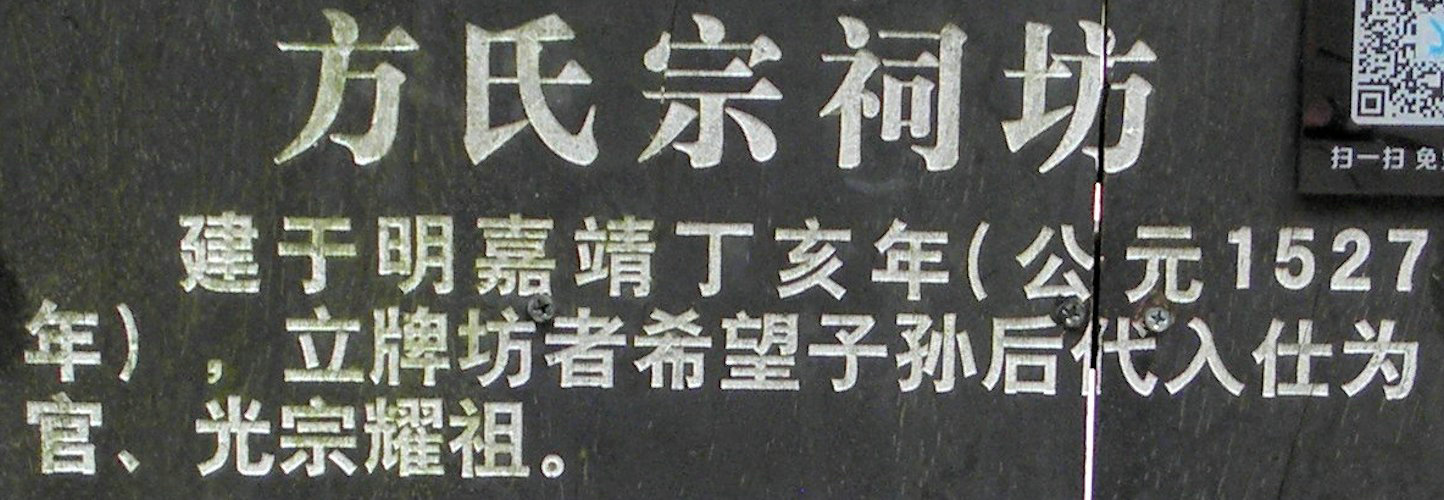 方氏宗祠坊
建于明嘉靖丁亥年(公元1527
年)，立牌坊者希望子孙后代入仕为
官、光宗耀祖。
扫一扫 免